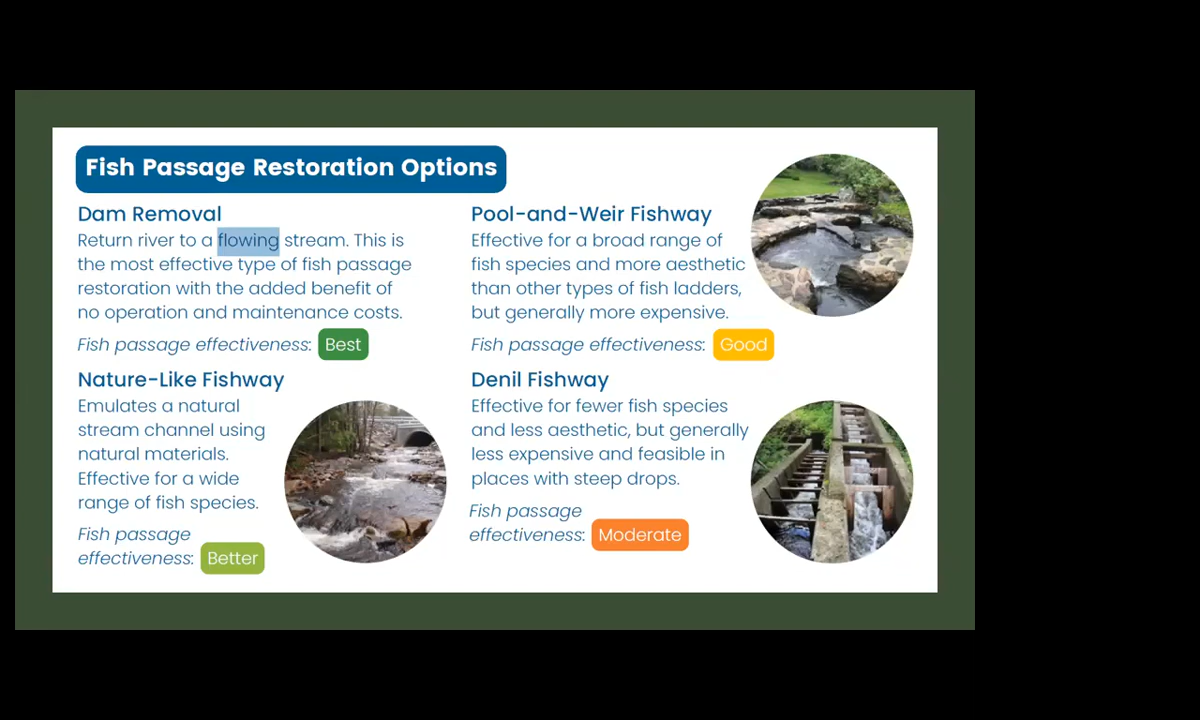 Fish Passage Restoration Options
Dam Removal
Return river to a flowing stream. This is
the most effective type of fish passage
restoration with the added benefit of
no operation and maintenance costs.
Fish passage effectiveness: Best
Nature-Like Fishway
Emulates a natural
stream channel using
natural materials.
Effective for a wide
range of fish species.
Fish passage
effectiveness: Better
Pool-and-Weir Fishway
Effective for a broad range of
fish species and more aesthetic
than other types of fish ladders,
but generally more expensive.
Fish passage effectiveness: Good
Denil Fishway
Effective for fewer fish species
and less aesthetic, but generally
less expensive and feasible in
places with steep drops.
Fish passage
effectiveness: Moderate